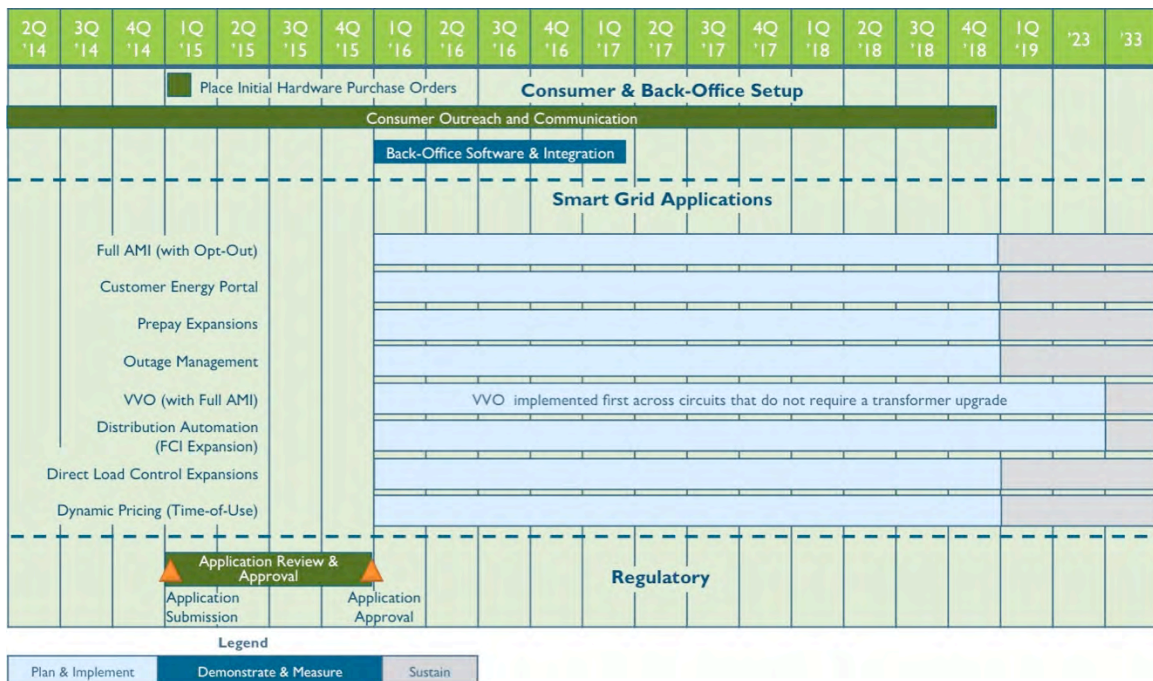 2Q '14 3Q '14 4Q '14 1Q '15 2Q '15 3Q '15 4Q '15 1Q '16 2Q '16 3Q '16 4Q '16 1Q '17 2Q '17 3Q '17 4Q '17 1Q '18 2Q '18 3Q '18 4Q '18 1Q '19 '23 '33
Place Initial Hardware Purchase Orders
Consumer & Back-Office Setup
Consumer Outreach and Communication
Back-Office Software & Integration
Smart Grid Applications
Full AMI (with Opt-Out)
Customer Energy Portal
Prepay Expansions
Outage Management
VVO (with Full AMI)
VVO implemented first across circuits that do not require a transformer upgrade
Distribution Automation
(FCI Expansion)
Direct Load Control Expansions
Dynamic Pricing (Time-of-Use)
Application Review &
Approval
Regulatory
Application
Submission
Application
Approval
Legend
Plan & Implement
Demonstrate & Measure
Sustain